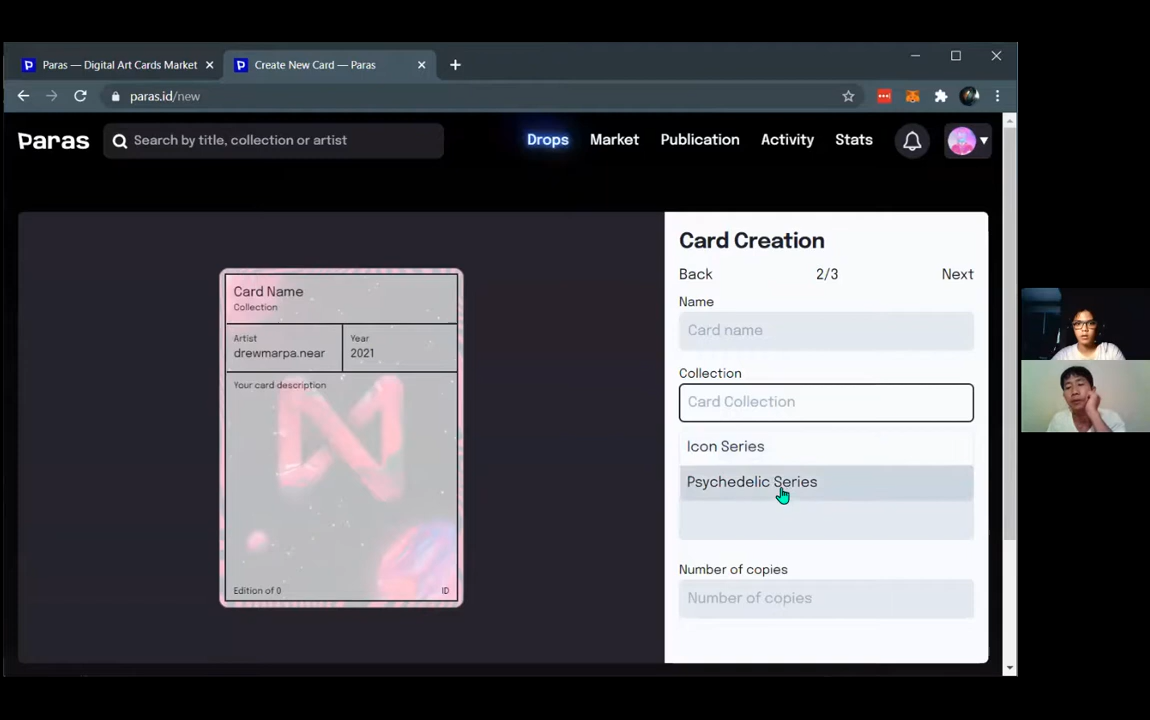 Paras — Digital Art Cards Market
Create New Card — Paras
paras.id/new
Paras
Search by title, collection or artist
Drops
Market
Publication
Activity
Stats
Card Name
Collection
Artist
drewmarpa.near
Year
2021
Your card description
Edition of 0
ID
Card Creation
Back
2/3
Next
Name
Card name
Collection
Card Collection
Icon Series
Psychedelic Series
Number of copies
Number of copies